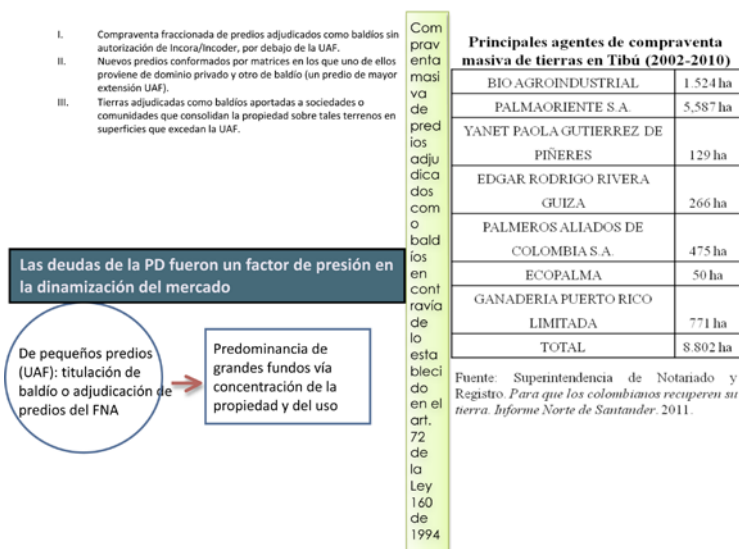 I. Compraventa fraccionada de predios adjudicados como baldíos sin
autorización de Incora/Incoder, por debajo de la UAF.
II. Nuevos predios conformados por matrices en los que uno de ellos
proviene de dominio privado y otro de baldío (un predio de mayor
extensión UAF).
III. Tierras adjudicadas como baldíos aportadas a sociedades o
comunidades que consolidan la propiedad sobre tales terrenos en
superficies que excedan la UAF.
Las deudas de la PD fueron un factor de presión en
la dinamización del mercado
De pequeños predios
(UAF): titulación de
baldío o adjudicación de
predios del FNA
Predominancia de
grandes fundos vía
concentración de la
propiedad y del uso
Com
prav
enta
masi
va
de
pred
ios
adju
dica
dos
com
o
bald
íos
en
cont
ravía
de
lo
esta
bleci
do
en el
art.
72
de
la
Ley
160
de
1994
Principales agentes de compraventa
masiva de tierras en Tibú (2002-2010)
BIO AGROINDUSTRIAL 1.524 ha
PALMAORIENTE S.A. 5,587 ha
YANET PAOLA GUTIERREZ DE
PIÑERES 129 ha
EDGAR RODRIGO RIVERA
GUIZA 266 ha
PALMEROS ALIADOS DE
COLOMBIA S.A. 475 ha
ECOPALMA 50 ha
GANADERIA PUERTO RICO
LIMITADA 771 ha
TOTAL 8.802 ha
Fuente: Superintendencia de Notariado y
Registro. Para que los colombianos recuperen su
tierra. Informe Norte de Santander. 2011.